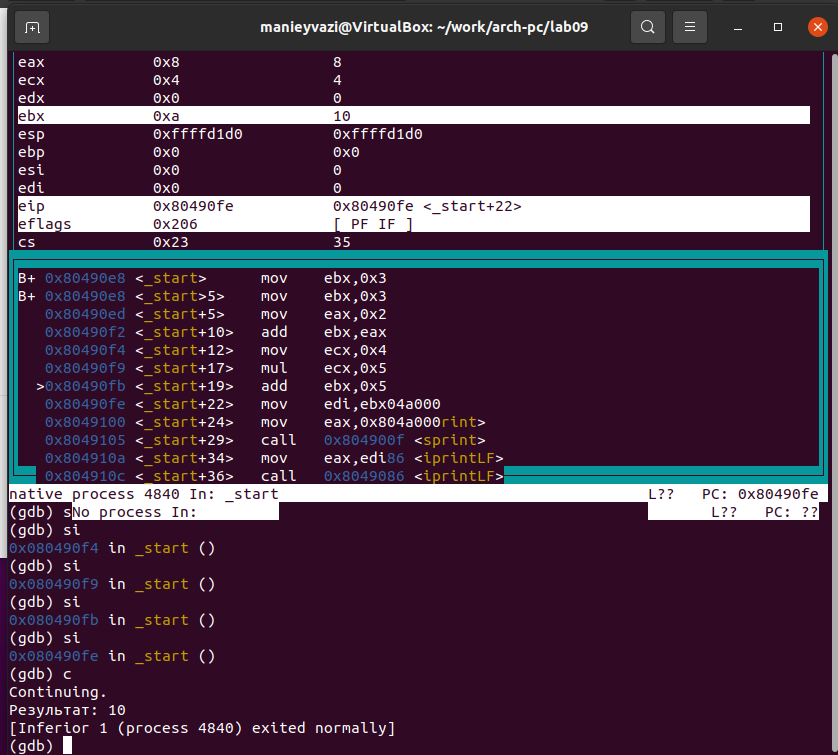 manieyvazi@VirtualBox: ~/work/arch-pc/lab09
eax 0x8 8
ecx 0x4 4
edx 0x0 0
ebx 0xa 10
esp 0xffffd1d0 0xffffd1d0
ebp 0x0 0x0
esi 0x0 0
edi 0x0 0
eip 0x80490fe 0x80490fe <_start+22>
eflags 0x206 [ PF IF ]
cs 0x23 35
B+ 0x80490e8 <_start> mov ebx,0x3
B+ 0x80490e8 <_start>5> mov ebx,0x3
0x80490ed <_start+5> mov eax,0x2
0x80490f2 <_start+10> add ebx,eax
0x80490f4 <_start+12> mov ecx,0x4
0x80490f9 <_start+17> mul ecx,0x5
>0x80490fb <_start+19> add ebx,0x5
0x80490fe <_start+22> mov edi,ebx04a000
0x8049100 <_start+24> mov eax,0x804a000rint>
0x8049105 <_start+29> call 0x804900f <sprint>
0x804910a <_start+34> mov eax,edi86 <iprintLF>
0x804910c <_start+36> call 0x8049086 <iprintLF>
native process 4840 In: _start L?? PC: 0x80490fe
(gdb) sNo process In: L?? PC: ??
(gdb) si
0x080490f4 in _start ()
(gdb) si
0x080490f9 in _start ()
(gdb) si
0x080490fb in _start ()
(gdb) si
0x080490fe in _start ()
(gdb) c
Continuing.
Результат: 10
[Inferior 1 (process 4840) exited normally]
(gdb)